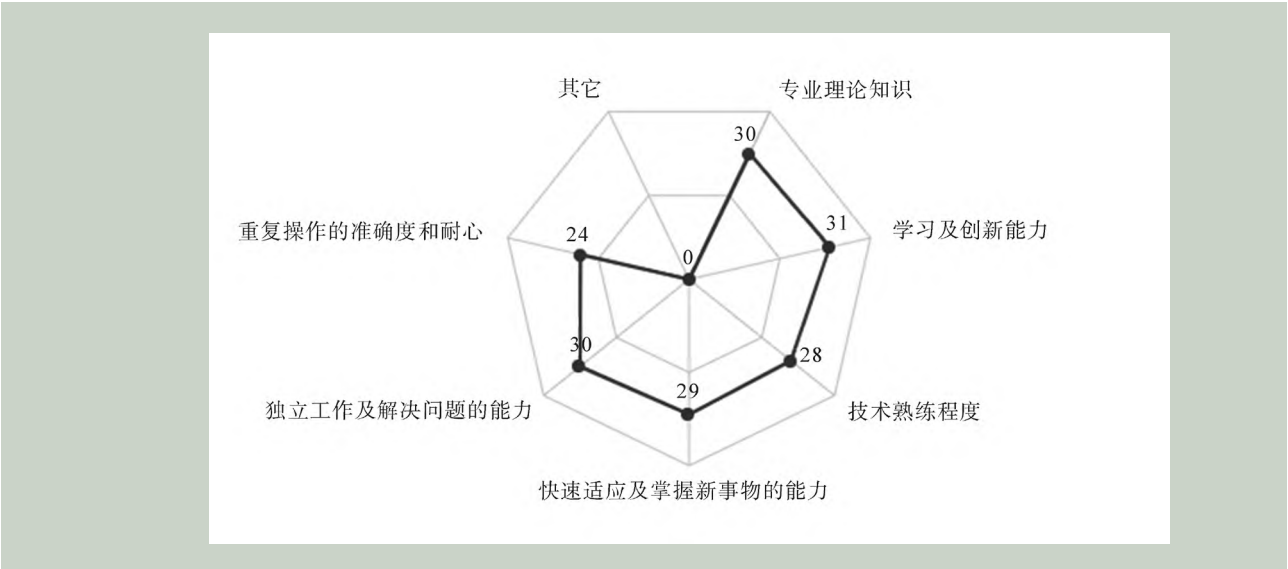 其它
专业理论知识
30
重复操作的准确度和耐心
24
31
学习及创新能力
0
30
28
29
独立工作及解决问题的能力
技术熟练程度
快速适应及掌握新事物的能力